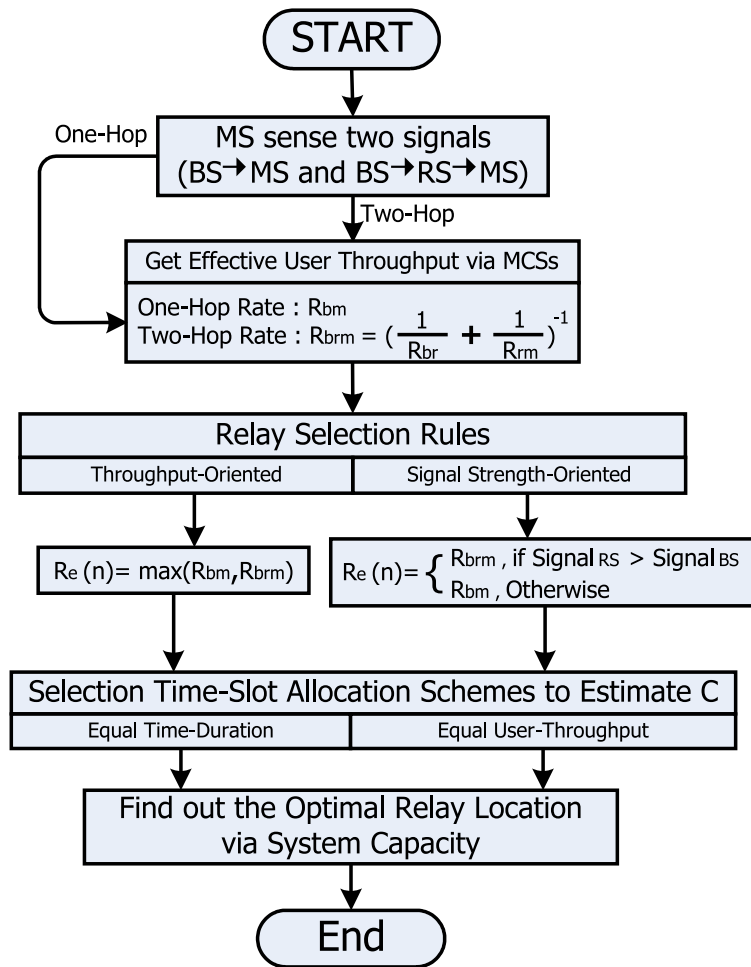 START
One-Hop
MS sense two signals
(BS→MS and BS→RS→MS)
Two-Hop
Get Effective User Throughput via MCSs
One-Hop Rate : Rbm
Two-Hop Rate : Rbrm = (1/Rbr + 1/Rrm)^-1
Relay Selection Rules
Throughput-Oriented
Signal Strength-Oriented
Re (n)= max(Rbm,Rbrm)
Re (n)= { Rbrm , if Signal RS > Signal BS
Rbm , Otherwise
Selection Time-Slot Allocation Schemes to Estimate C
Equal Time-Duration
Equal User-Throughput
Find out the Optimal Relay Location
via System Capacity
End